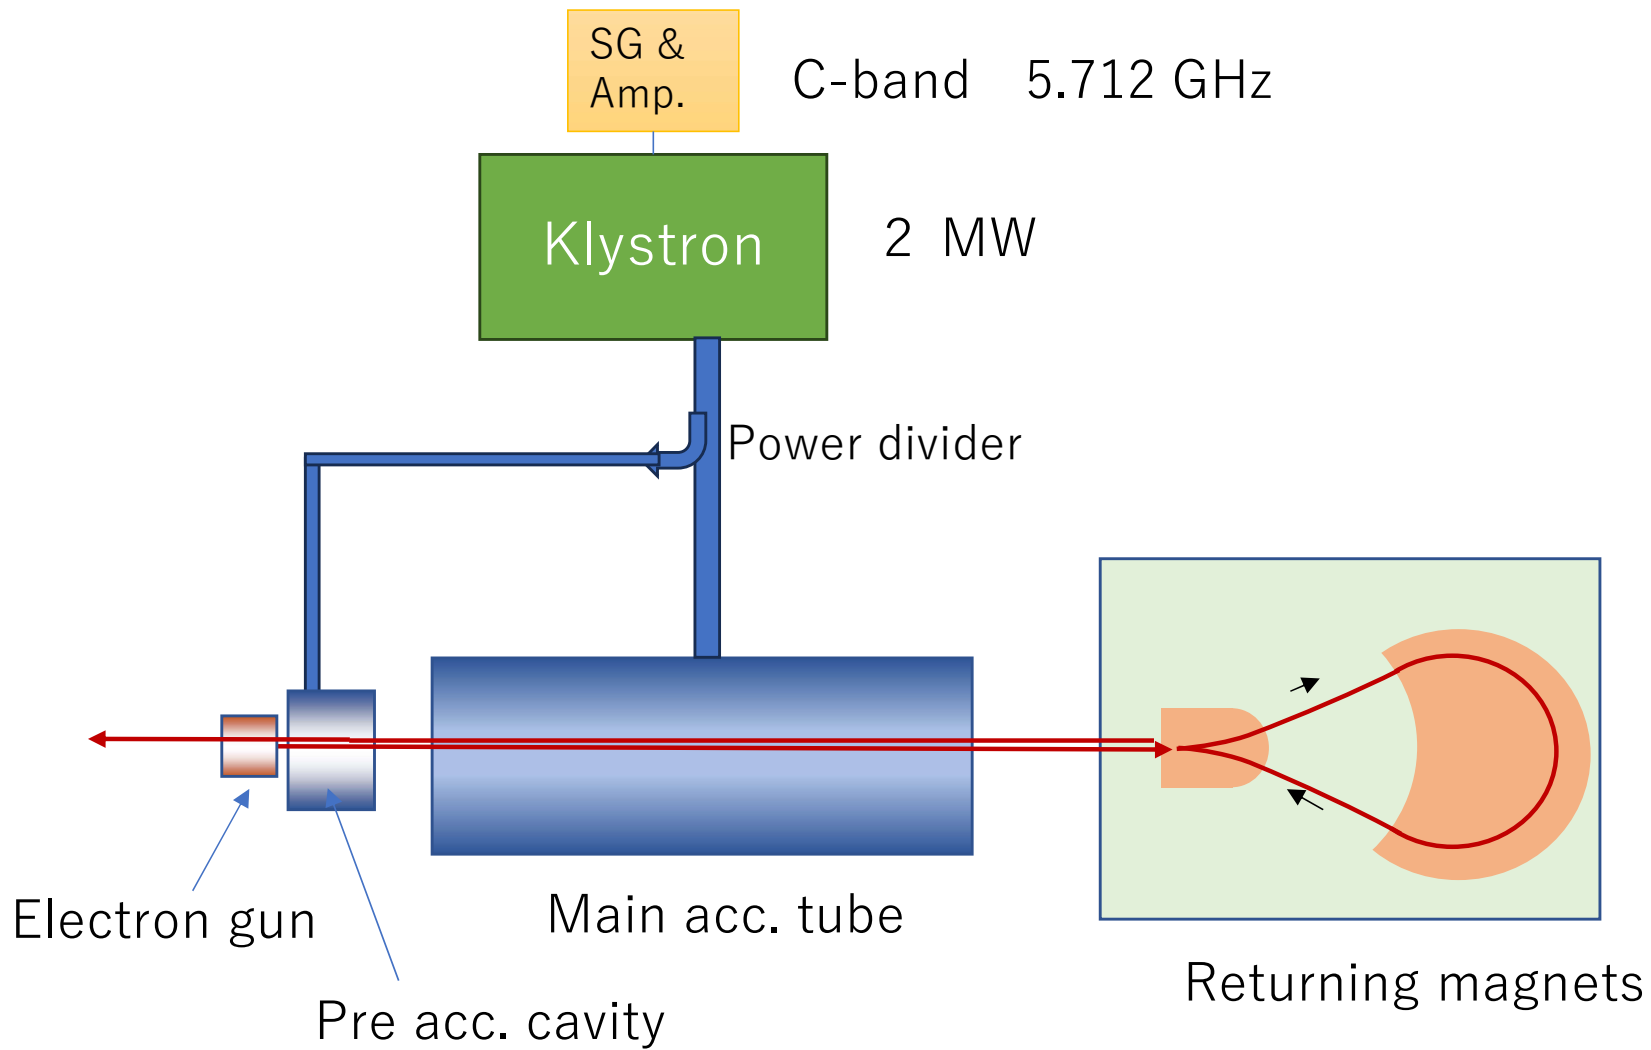 SG &
Amp.
C-band 5.712 GHz
Klystron
2 MW
Power divider
Electron gun
Main acc. tube
Returning magnets
Pre acc. cavity